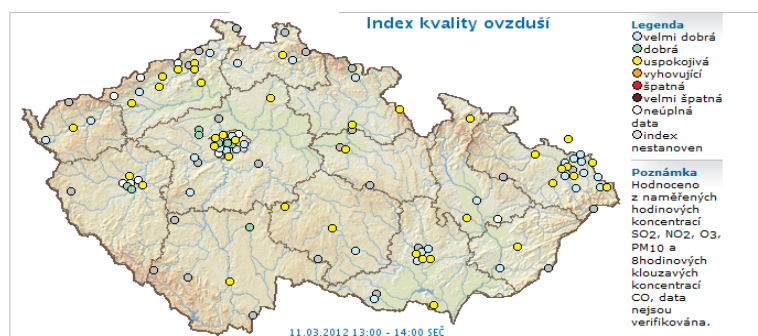 Index kvality ovzduší
Legenda
velmi dobrá
dobrá
uspokojivá
vyhovující
špatná
velmi špatná
neúplná
data
index
nestanoven
Poznámka
Hodnoceno
z naměřených
hodinových
koncentrací
SO2, NO2, O3,
PM10 a
8hodinových
klouzavých
koncentrací
CO, data
nejsou
verifikována.
11.03.2012 13:00 - 14:00 SEČ